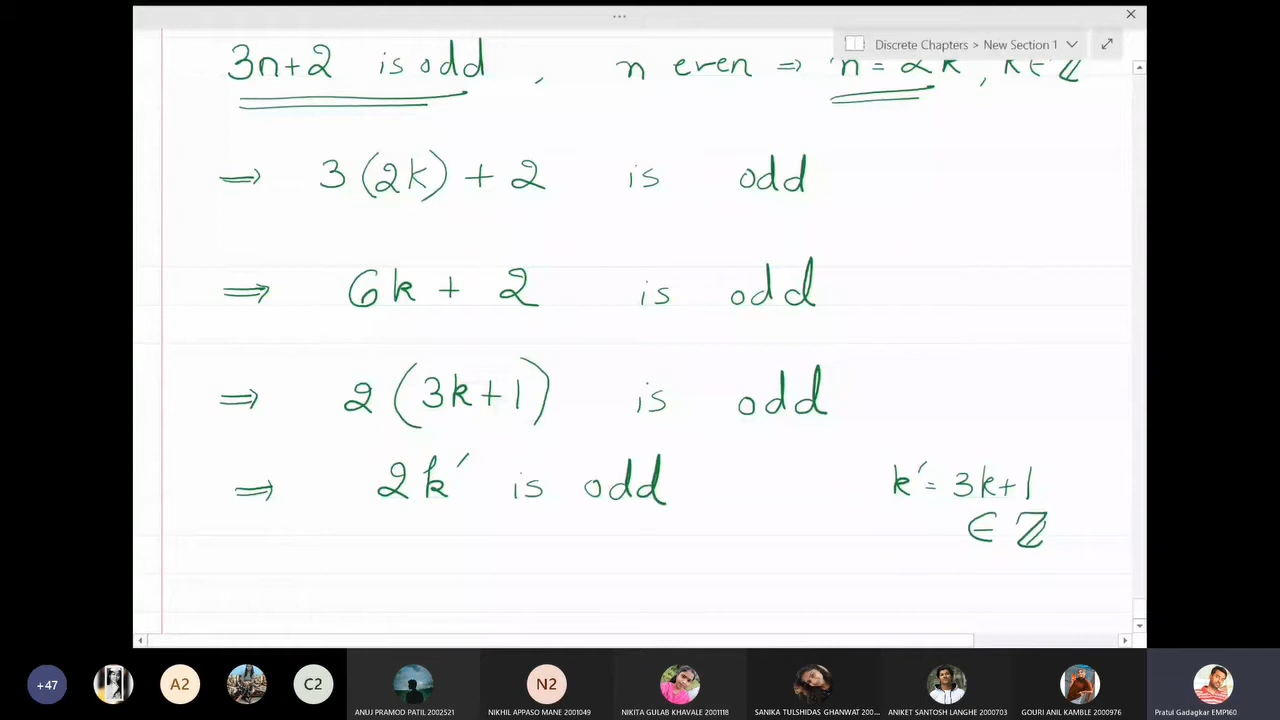 Discrete Chapters > New Section 1
3n+2 is odd , n even ⇒ n = 2k , k ∈ ℤ
⇒ 3(2k) + 2 is odd
⇒ 6k + 2 is odd
⇒ 2(3k+1) is odd
⇒ 2k′ is odd k′ = 3k+1
∈ ℤ
+47 A2 C2 N2
ANUJ PRAMOD PATIL 2002521 NIKHIL APPASO MANE 2001049 NIKITA GULAB KHAVALE 2001118 SANIKA TULSHIDAS GHANWAT 200... ANIKET SANTOSH LANGHE 2000703 GOURI ANIL KAMBLE 2000976 Pratul Gadagkar EMP160